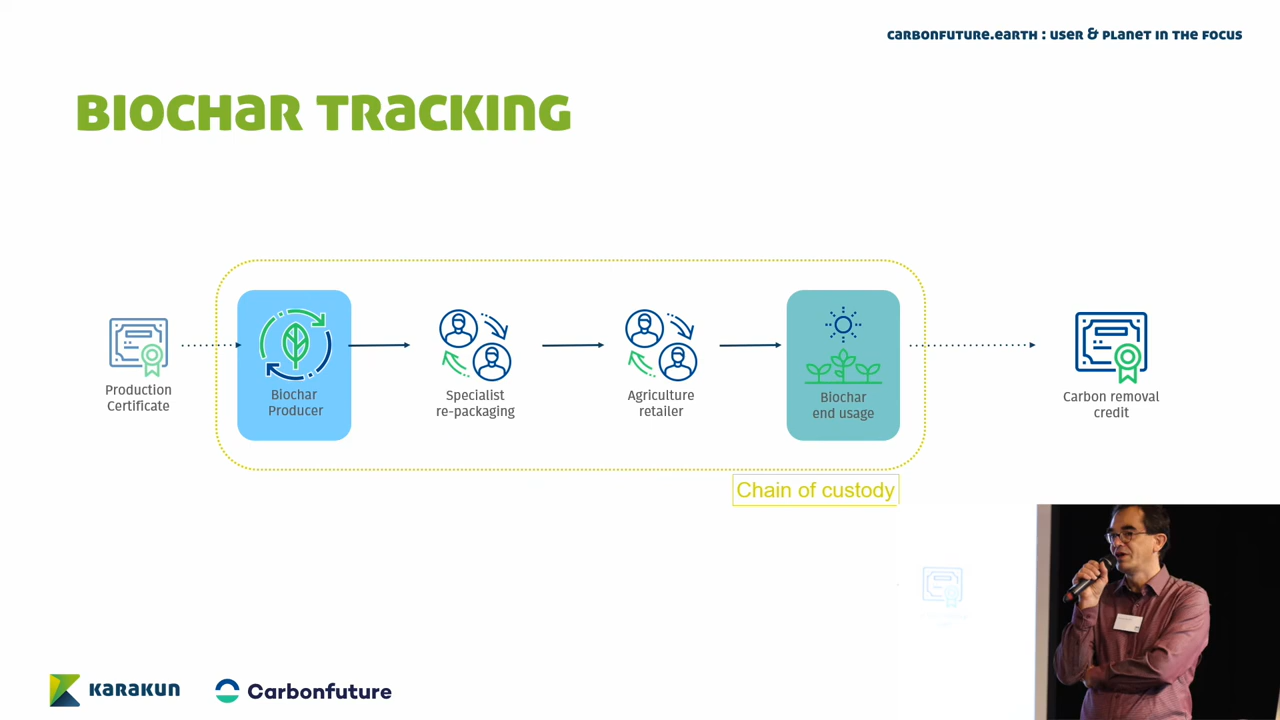 carbonfuture.earth : user & planet in the focus
Biochar tracking
Production
Certificate
Biochar
Producer
Specialist
re-packaging
Agriculture
retailer
Biochar
end usage
Carbon removal
credit
Chain of custody
karakun
Carbonfuture